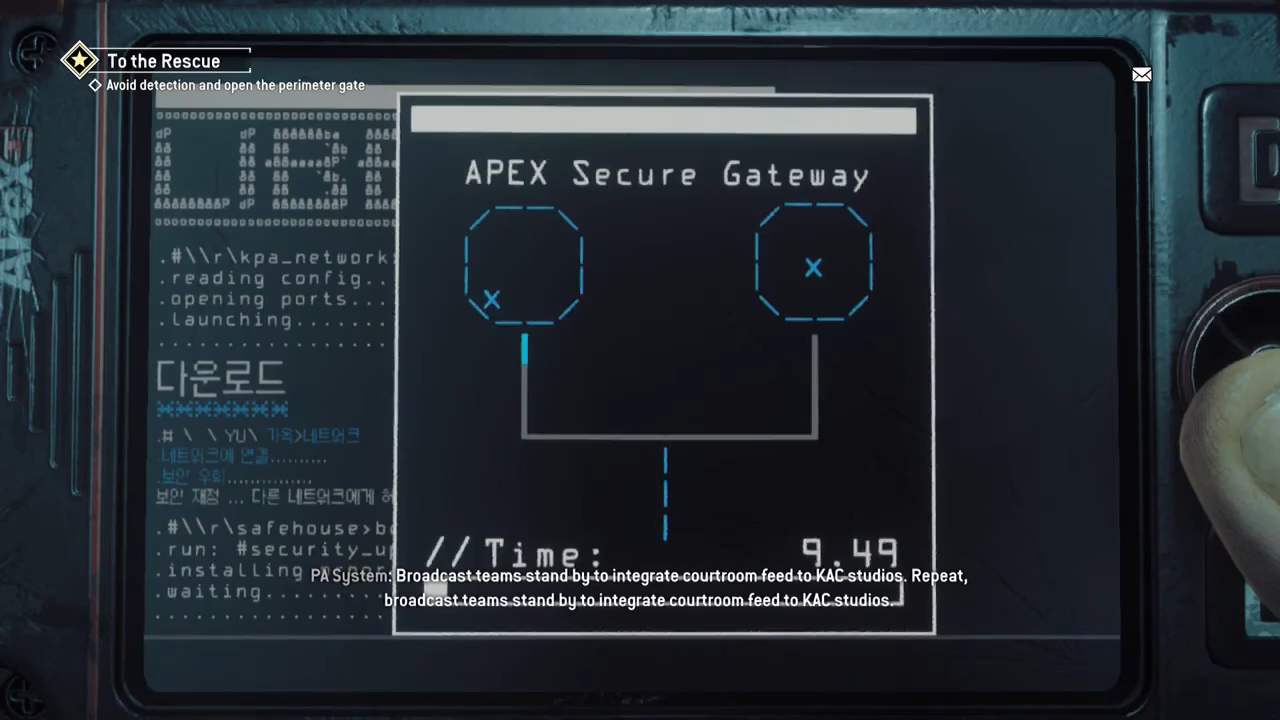 To the Rescue
Avoid detection and open the perimeter gate
APEX Secure Gateway
.#\\r\kpa_network
.reading config...
.opening ports...
.launching.......
다운로드
.# \ \ YU\ 기옥>네트워크
.네트워크에 연결..........
.보안 우회...............
보안 재정 ... 다른 네트워크에게 허
.#\\r\safehouse>
.run: #security_u
.installing
.waiting.........
//Time: 9.49
PA System: Broadcast teams stand by to integrate courtroom feed to KAC studios. Repeat,
broadcast teams stand by to integrate courtroom feed to KAC studios.
APEX